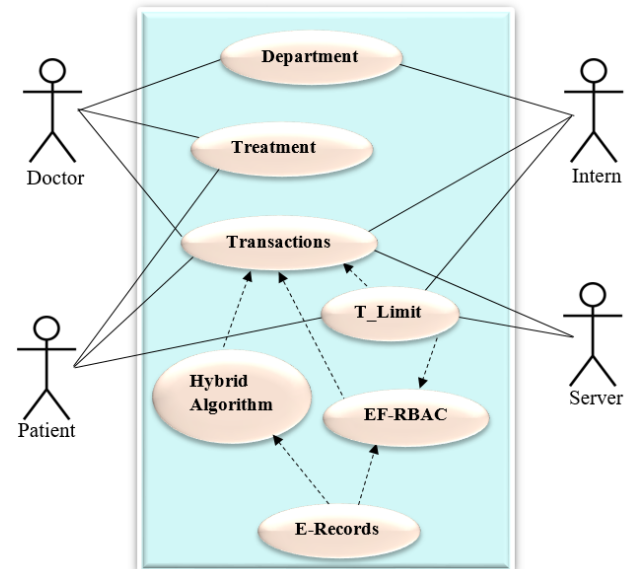 Department
Doctor
Treatment
Intern
Transactions
T_Limit
Patient
Hybrid
Algorithm
EF-RBAC
Server
E-Records